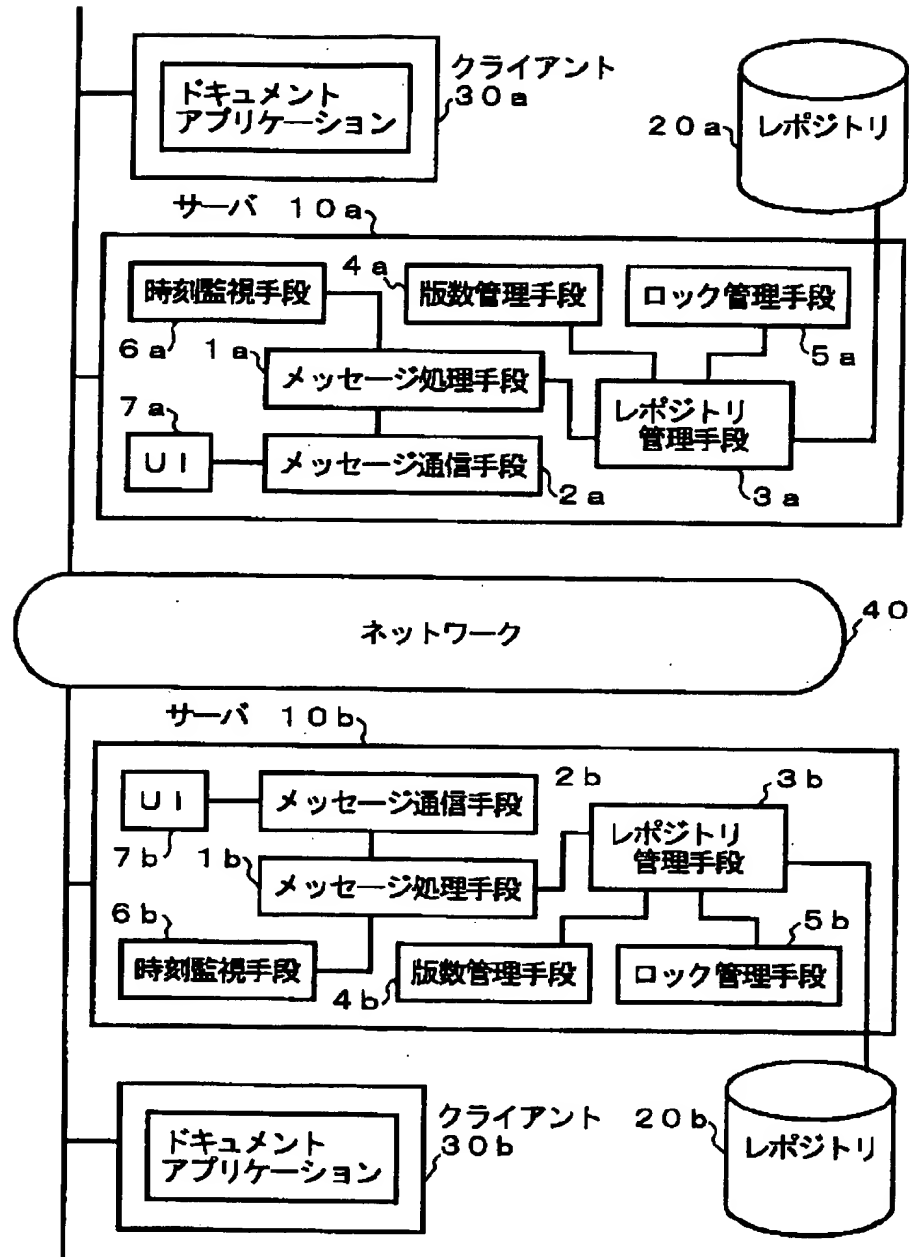 クライアント
30a
ドキュメント
アプリケーション
20a
レポジトリ
サーバ 10a
時刻監視手段
6a
4a
版数管理手段
ロック管理手段
5a
1a
メッセージ処理手段
レポジトリ
管理手段
3a
7a
UI
メッセージ通信手段
2a
ネットワーク
40
サーバ 10b
UI
7b
メッセージ通信手段
2b
3b
レポジトリ
管理手段
1b
メッセージ処理手段
6b
時刻監視手段
4b
版数管理手段
5b
ロック管理手段
クライアント
30b
ドキュメント
アプリケーション
20b
レポジトリ